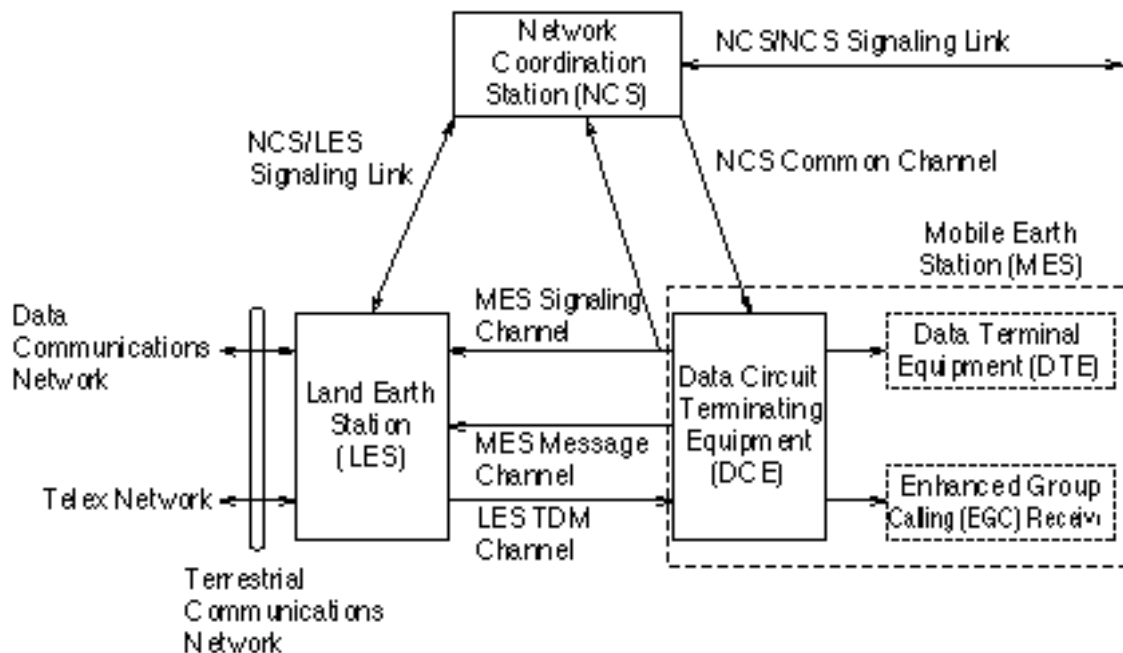 Network
Coordination
Station (NCS)
NCS/NCS Signaling Link
NCS/LES
Signaling Link
NCS Common Channel
Mobile Earth
Station (MES)
Data
Communications
Network
MES Signaling
Channel
Data Terminal
Equipment (DTE)
Land Earth
Station
(LES)
Data Circuit
Terminating
Equipment
(DCE)
MES Message
Channel
Telex Network
LES TDM
Channel
Enhanced Group
Calling (EGC)
Terrestrial
Communications
Network